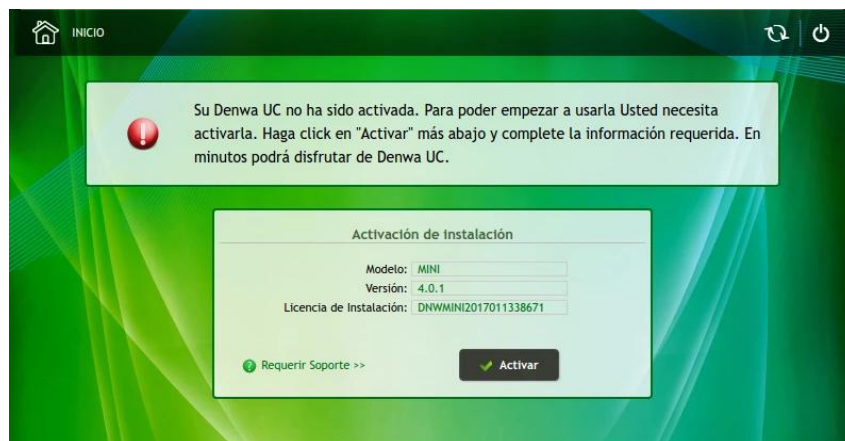 INICIO
Su Denwa UC no ha sido activada. Para poder empezar a usarla Usted necesita
activarla. Haga click en "Activar" más abajo y complete la información requerida. En
minutos podrá disfrutar de Denwa UC.
Activación de instalación
Modelo: MINI
Versión: 4.0.1
Licencia de Instalación: DNWMINI2017011338671
Requerir Soporte >> Activar